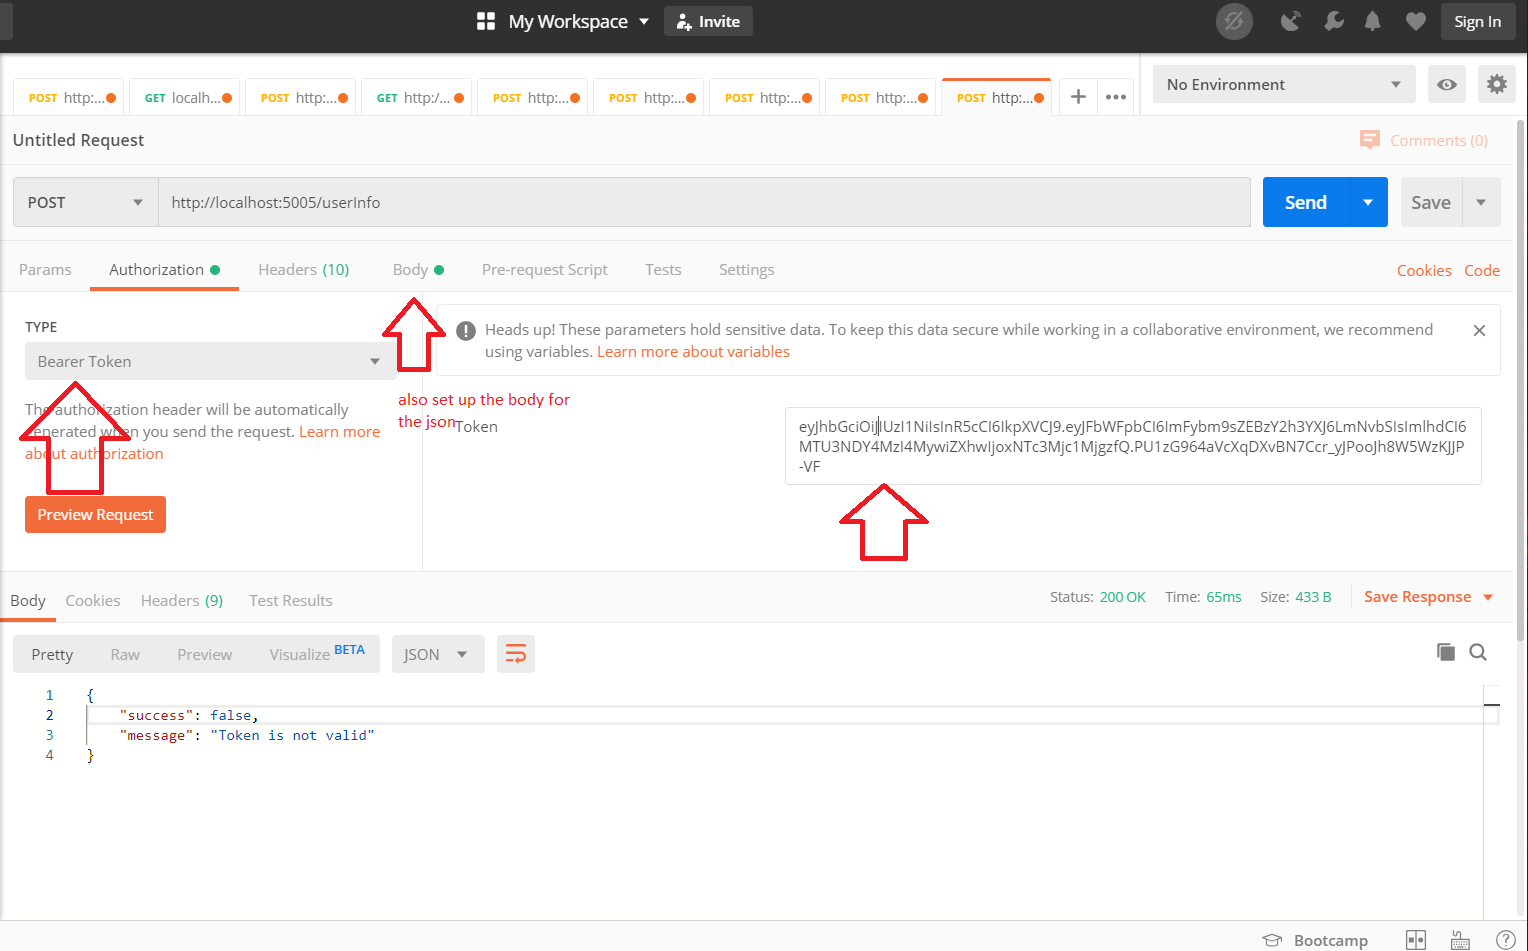 My Workspace
Invite
Sign In
POST http:...
GET localh...
POST http:...
GET http:/...
POST http:...
POST http:...
POST http:...
POST http:...
POST http:...
No Environment
Untitled Request
Comments (0)
POST
http://localhost:5005/userInfo
Send
Save
Params
Authorization
Headers (10)
Body
Pre-request Script
Tests
Settings
Cookies
Code
TYPE
Bearer Token
The authorization header will be automatically
generated when you send the request. Learn more
about authorization
Preview Request
Heads up! These parameters hold sensitive data. To keep this data secure while working in a collaborative environment, we recommend
using variables. Learn more about variables
also set up the body for
the json
Token
eyJhbGciOiJIUzI1NiIsInR5cCI6IkpXVCJ9.eyJFbWFpbCI6ImFybm9sZEBzY2h3YXJ6LmNvbSIsImlhdCI6
MTU3NDY4MzI4MywiZXhwIjoxNTc3Mjc1MjgzfQ.PU1zG964aVcXqDXvBN7Ccr_yJPooJh8W5WzKJJP
-VF
Body
Cookies
Headers (9)
Test Results
Status: 200 OK
Time: 65ms
Size: 433 B
Save Response
Pretty
Raw
Preview
Visualize BETA
JSON
1 {
2 "success": false,
3 "message": "Token is not valid"
4 }
Bootcamp